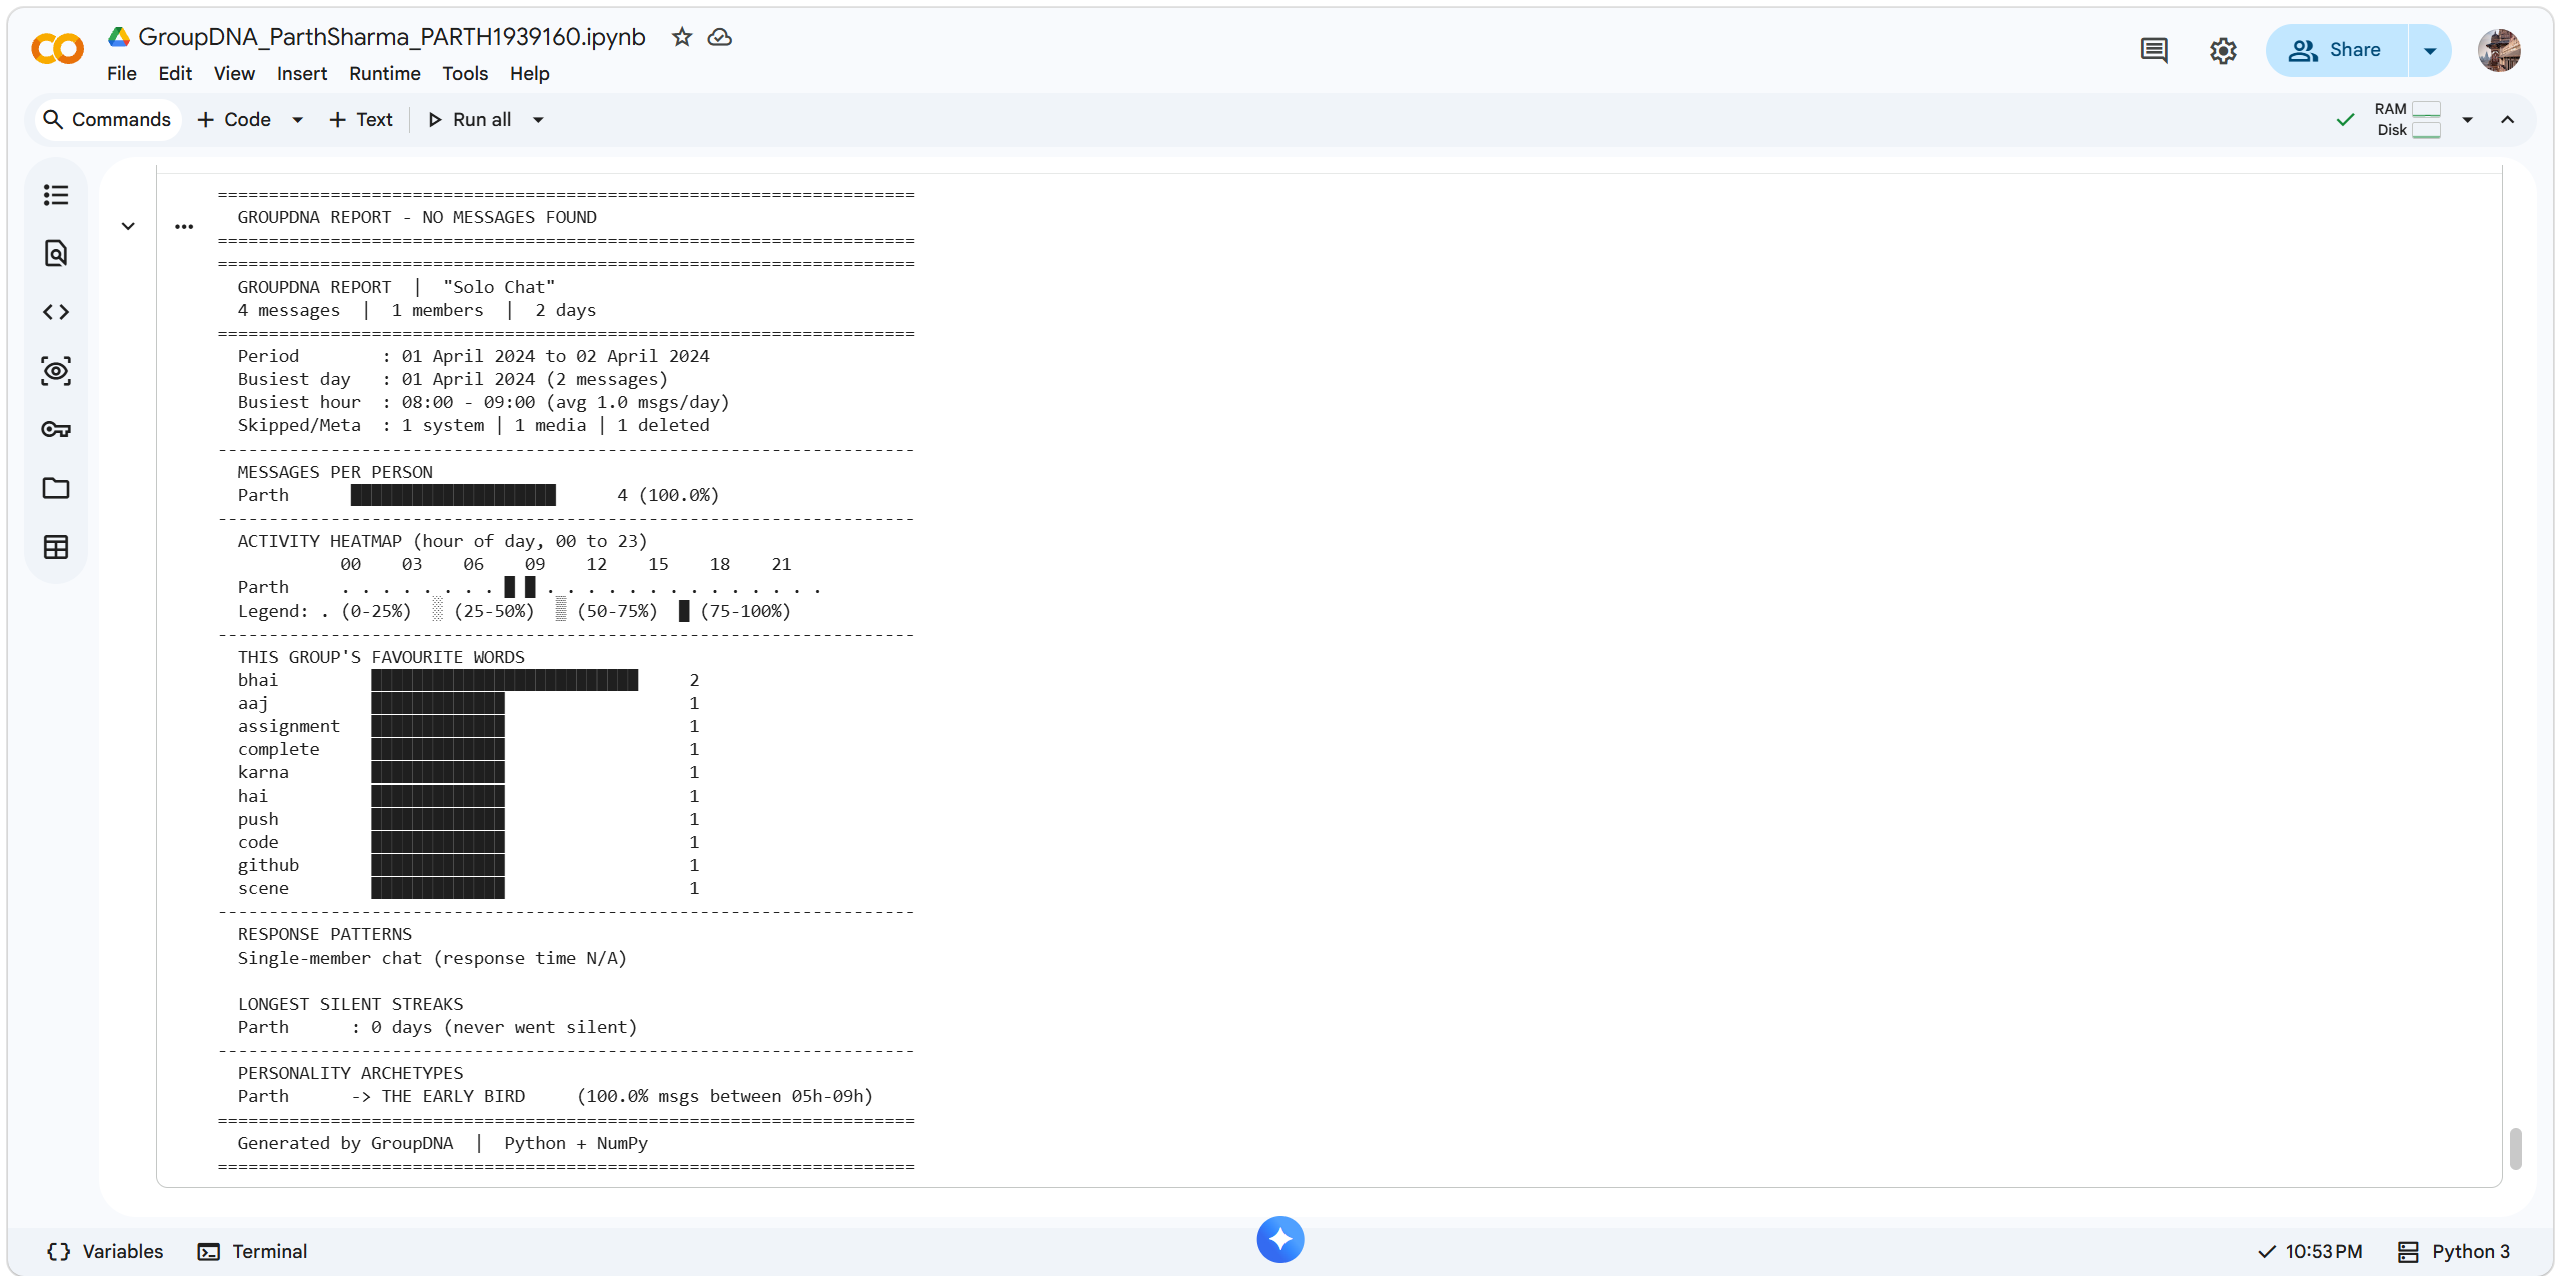 GroupDNA_ParthSharma_PARTH1939160.ipynb
File Edit View Insert Runtime Tools Help
Share
Commands + Code + Text Run all
RAM
Disk
======================================================================
GROUPDNA REPORT - NO MESSAGES FOUND
======================================================================
======================================================================
GROUPDNA REPORT | "Solo Chat"
4 messages | 1 members | 2 days
======================================================================
Period : 01 April 2024 to 02 April 2024
Busiest day : 01 April 2024 (2 messages)
Busiest hour : 08:00 - 09:00 (avg 1.0 msgs/day)
Skipped/Meta : 1 system | 1 media | 1 deleted
----------------------------------------------------------------------
MESSAGES PER PERSON
Parth ████████████████████ 4 (100.0%)
----------------------------------------------------------------------
ACTIVITY HEATMAP (hour of day, 00 to 23)
00 03 06 09 12 15 18 21
Parth . . . . . . . . █ █ . . . . . . . . . . . . . .
Legend: . (0-25%) ░ (25-50%) ▒ (50-75%) █ (75-100%)
----------------------------------------------------------------------
THIS GROUP'S FAVOURITE WORDS
bhai ██████████████████████████ 2
aaj █████████████ 1
assignment █████████████ 1
complete █████████████ 1
karna █████████████ 1
hai █████████████ 1
push █████████████ 1
code █████████████ 1
github █████████████ 1
scene █████████████ 1
----------------------------------------------------------------------
RESPONSE PATTERNS
Single-member chat (response time N/A)
LONGEST SILENT STREAKS
Parth : 0 days (never went silent)
----------------------------------------------------------------------
PERSONALITY ARCHETYPES
Parth -> THE EARLY BIRD (100.0% msgs between 05h-09h)
======================================================================
Generated by GroupDNA | Python + NumPy
======================================================================
Variables Terminal
10:53 PM Python 3